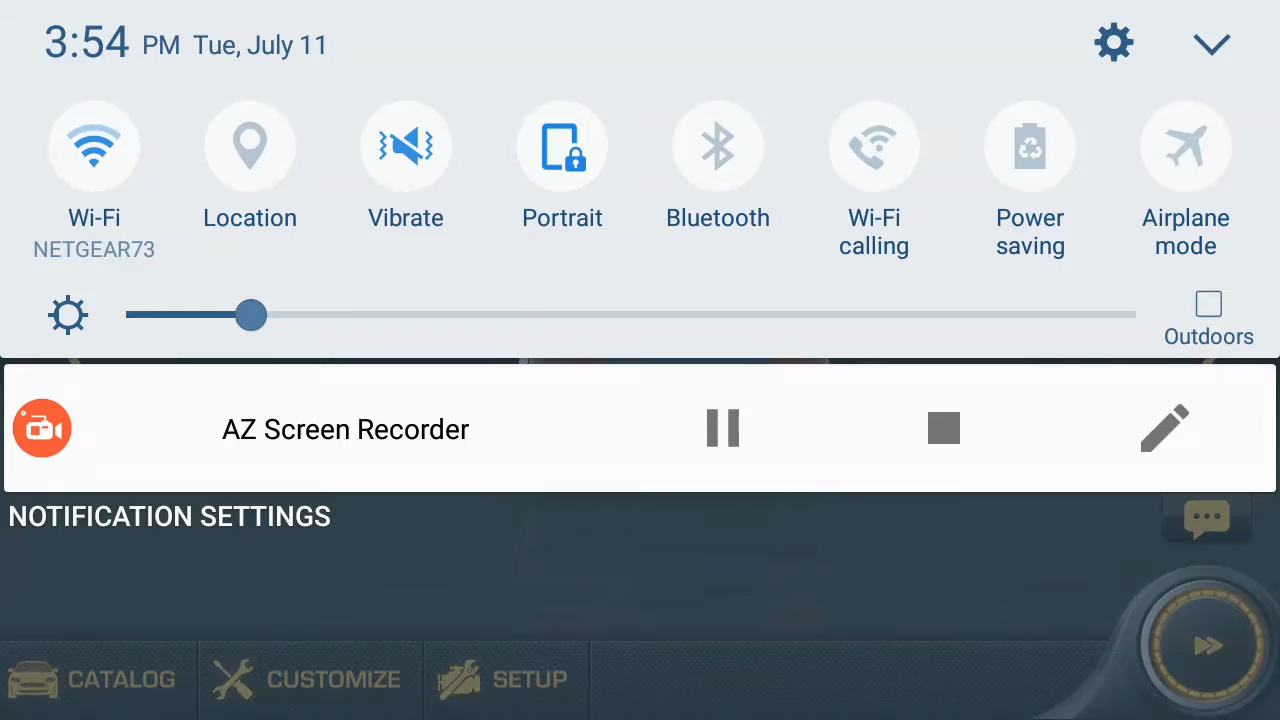 3:54 PM Tue, July 11
Wi-Fi
NETGEAR73
Location
Vibrate
Portrait
Bluetooth
Wi-Fi
calling
Power
saving
Airplane
mode
Outdoors
AZ Screen Recorder
NOTIFICATION SETTINGS
CATALOG
CUSTOMIZE
SETUP